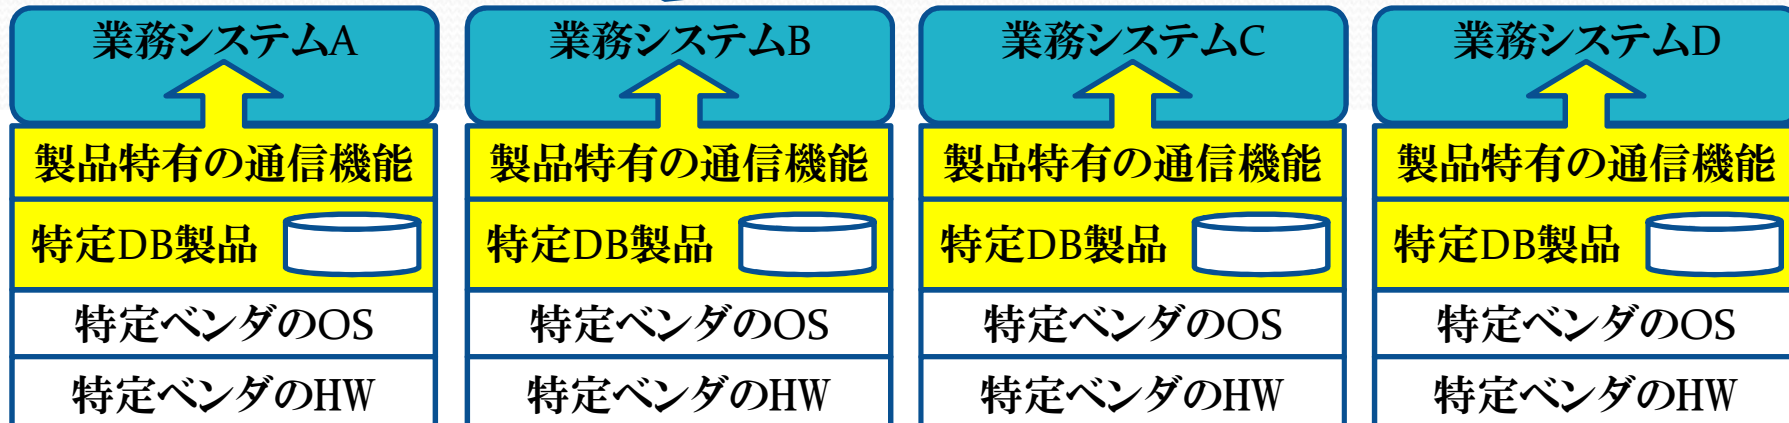 業務システムA
業務システムB
業務システムC
業務システムD
製品特有の通信機能
製品特有の通信機能
製品特有の通信機能
製品特有の通信機能
特定DB製品
特定DB製品
特定DB製品
特定DB製品
特定ベンダのOS
特定ベンダのOS
特定ベンダのOS
特定ベンダのOS
特定ベンダのHW
特定ベンダのHW
特定ベンダのHW
特定ベンダのHW